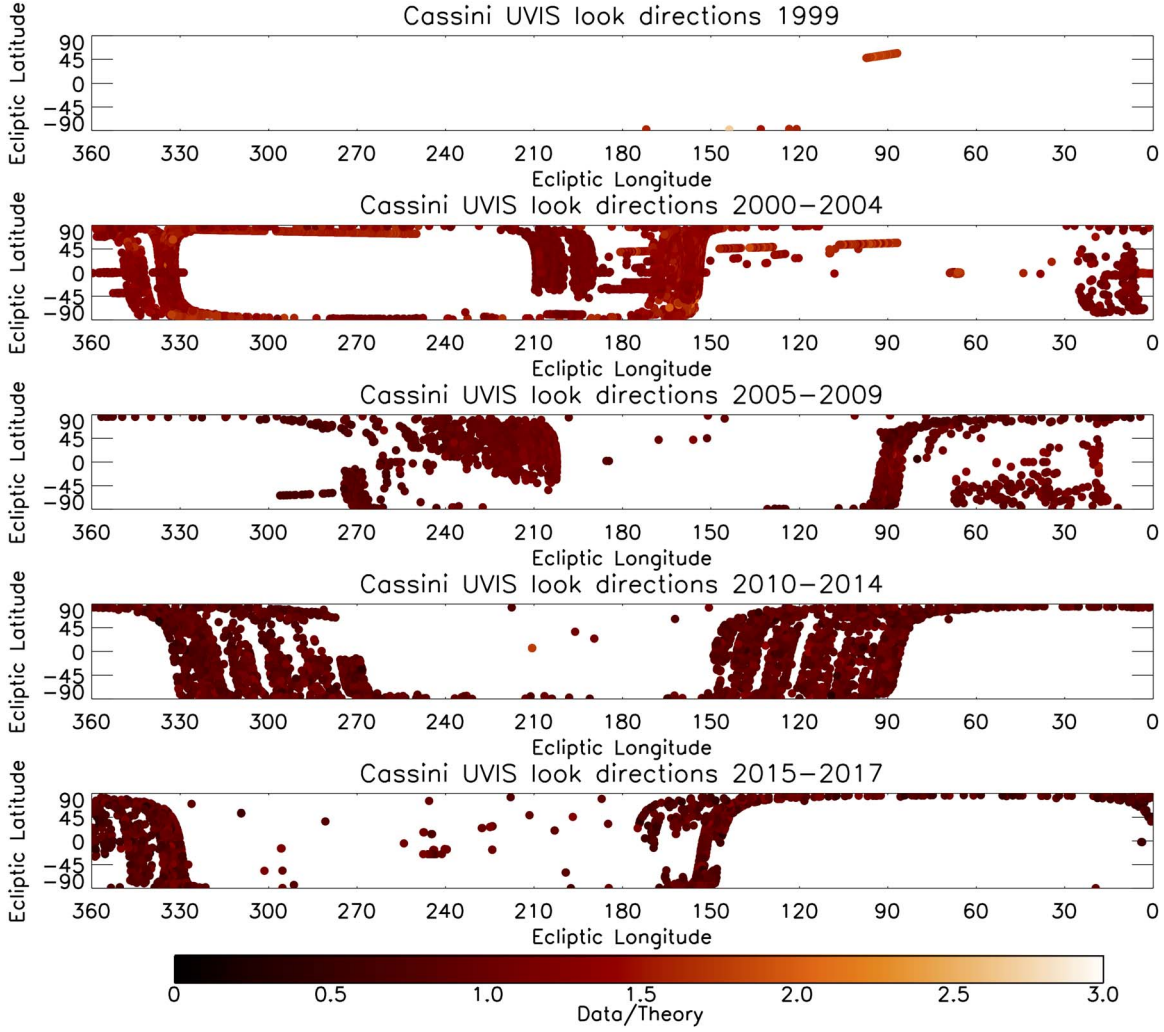 Cassini UVIS look directions 1999
Ecliptic Latitude
90
45
0
−45
−90
360 330 300 270 240 210 180 150 120 90 60 30 0
Ecliptic Longitude
Cassini UVIS look directions 2000−2004
Ecliptic Latitude
90
45
0
−45
−90
360 330 300 270 240 210 180 150 120 90 60 30 0
Ecliptic Longitude
Cassini UVIS look directions 2005−2009
Ecliptic Latitude
90
45
0
−45
−90
360 330 300 270 240 210 180 150 120 90 60 30 0
Ecliptic Longitude
Cassini UVIS look directions 2010−2014
Ecliptic Latitude
90
45
0
−45
−90
360 330 300 270 240 210 180 150 120 90 60 30 0
Ecliptic Longitude
Cassini UVIS look directions 2015−2017
Ecliptic Latitude
90
45
0
−45
−90
360 330 300 270 240 210 180 150 120 90 60 30 0
Ecliptic Longitude
0 0.5 1.0 1.5 2.0 2.5 3.0
Data/Theory